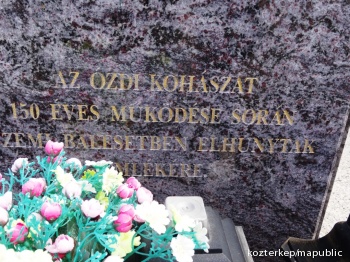 AZ ÓZDI KOHÁSZAT
150 ÉVES MŰKÖDÉSE SORÁN
ZEMI BALESETBEN ELHUNYTAK
MLÉKÉRE.
kozterkep/mapublic